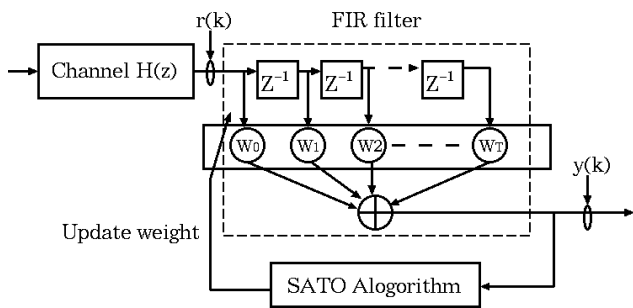 r(k)
FIR filter
Channel H(z)
Z⁻¹
Z⁻¹
Z⁻¹
W0
W1
W2
WT
y(k)
Update weight
SATO Alogorithm